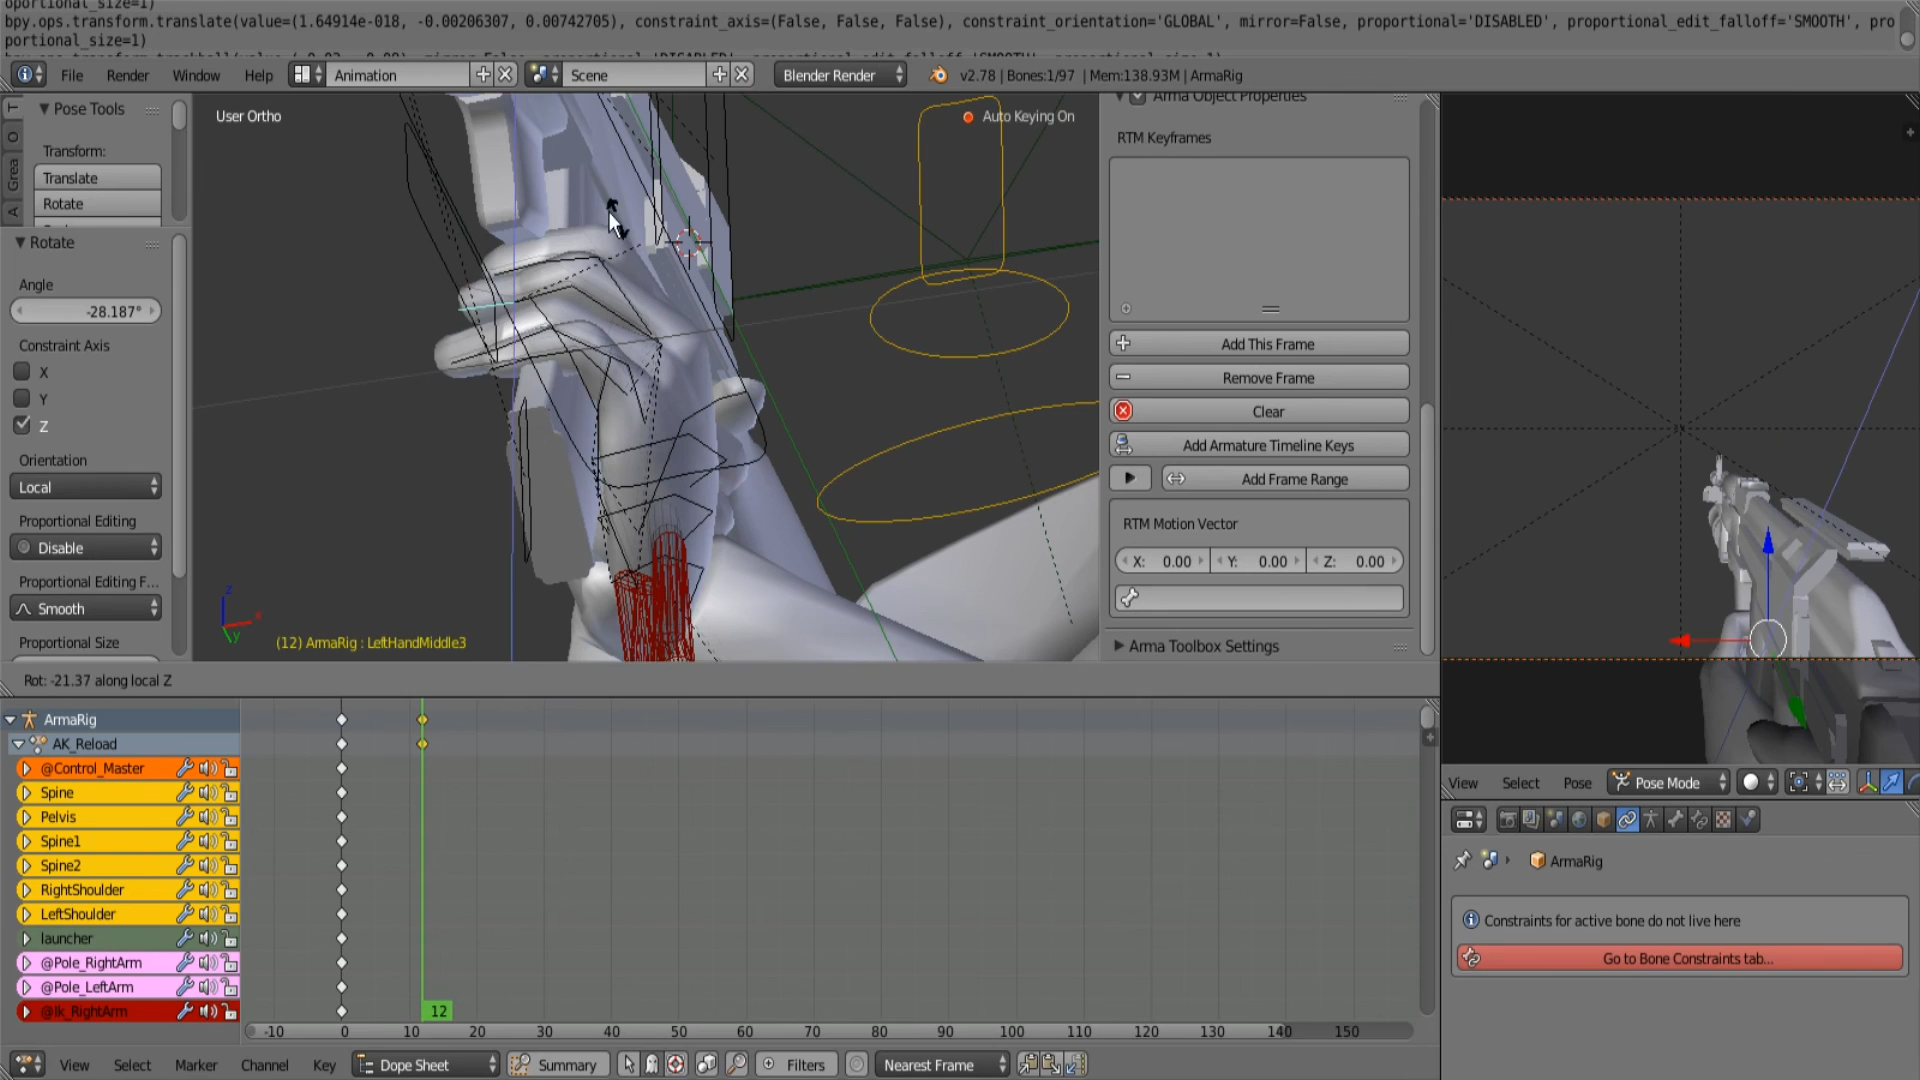 oportional_size=1)
bpy.ops.transform.translate(value=(1.64914e-018, -0.00206307, 0.00742705), constraint_axis=(False, False, False), constraint_orientation='GLOBAL', mirror=False, proportional='DISABLED', proportional_edit_falloff='SMOOTH', pro
portional_size=1)
File Render Window Help Animation Scene Blender Render v2.78 | Bones:1/97 | Mem:138.93M | ArmaRig
T
O
Grea
A
Pose Tools
Transform:
Translate
Rotate
Rotate
Angle
-28.187°
Constraint Axis
X
Y
Z
Orientation
Local
Proportional Editing
Disable
Proportional Editing F...
Smooth
Proportional Size
User Ortho
Auto Keying On
z
x
y
(12) ArmaRig : LeftHandMiddle3
Arma Object Properties
RTM Keyframes
Add This Frame
Remove Frame
Clear
Add Armature Timeline Keys
Add Frame Range
RTM Motion Vector
X: 0.00 Y: 0.00 Z: 0.00
Arma Toolbox Settings
Rot: -21.37 along local Z
ArmaRig
AK_Reload
@Control_Master
Spine
Pelvis
Spine1
Spine2
RightShoulder
LeftShoulder
launcher
@Pole_RightArm
@Pole_LeftArm
@Ik_RightArm
12
-10 0 10 20 30 40 50 60 70 80 90 100 110 120 130 140 150
View Select Marker Channel Key Dope Sheet Summary Filters Nearest Frame
View Select Pose Pose Mode
ArmaRig
Constraints for active bone do not live here
Go to Bone Constraints tab...